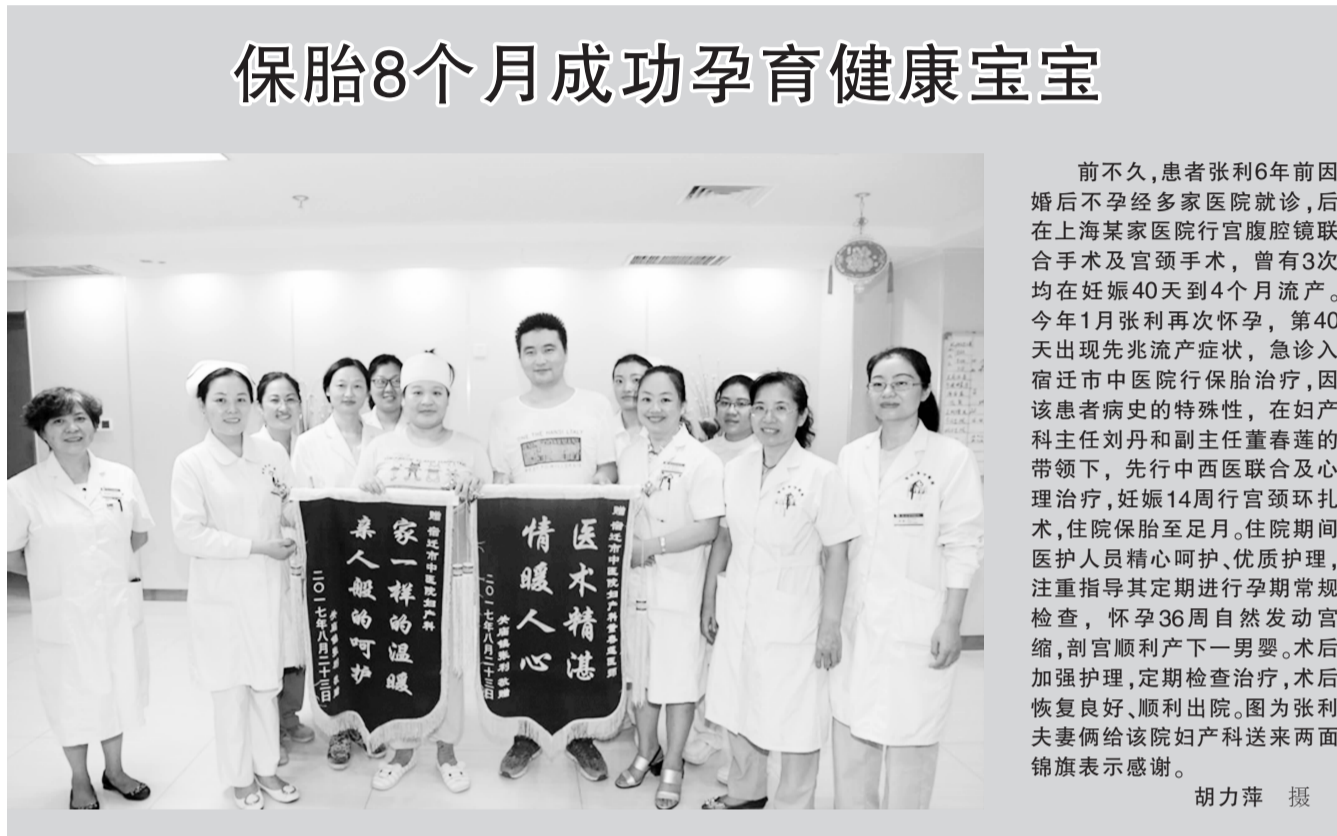 保胎8个月成功孕育健康宝宝
赠 宿迁市中医院妇产科
家一样的温暖
亲人般的呵护
二〇一七年八月二十三日
医术精湛
情暖人心
二〇一七年八月二十三日
前不久,患者张利6年前因
婚后不孕经多家医院就诊,后
在上海某家医院行宫腹腔镜联
合手术及宫颈手术，曾有3次
均在妊娠40天到4个月流产。
今年1月张利再次怀孕，第40
天出现先兆流产症状，急诊入
宿迁市中医院行保胎治疗,因
该患者病史的特殊性，在妇产
科主任刘丹和副主任董春莲的
带领下，先行中西医联合及心
理治疗,妊娠14周行宫颈环扎
术,住院保胎至足月。住院期间
医护人员精心呵护、优质护理,
注重指导其定期进行孕期常规
检查，怀孕36周自然发动宫
缩,剖宫顺利产下一男婴。术后
加强护理,定期检查治疗,术后
恢复良好、顺利出院。图为张利
夫妻俩给该院妇产科送来两面
锦旗表示感谢。
胡力萍 摄